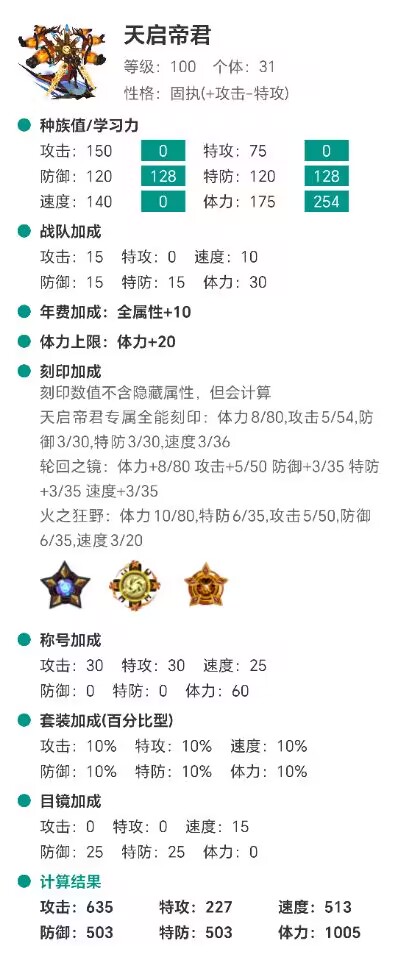 天启帝君
等级：100 个体：31
性格：固执(+攻击-特攻)
种族值/学习力
攻击：150 0 特攻：75 0
防御：120 128 特防：120 128
速度：140 0 体力：175 254
战队加成
攻击：15 特攻：0 速度：10
防御：15 特防：15 体力：30
年费加成：全属性+10
体力上限：体力+20
刻印加成
刻印数值不含隐藏属性，但会计算
天启帝君专属全能刻印：体力8/80,攻击5/54,防
御3/30,特防3/30,速度3/36
轮回之镜：体力+8/80 攻击+5/50 防御+3/35 特防
+3/35 速度+3/35
火之狂野：体力10/80,特防6/35,攻击5/50,防御
6/35,速度3/20
称号加成
攻击：30 特攻：30 速度：25
防御：0 特防：0 体力：60
套装加成(百分比型)
攻击：10% 特攻：10% 速度：10%
防御：10% 特防：10% 体力：10%
目镜加成
攻击：0 特攻：0 速度：15
防御：25 特防：25 体力：0
计算结果
攻击：635 特攻：227 速度：513
防御：503 特防：503 体力：1005